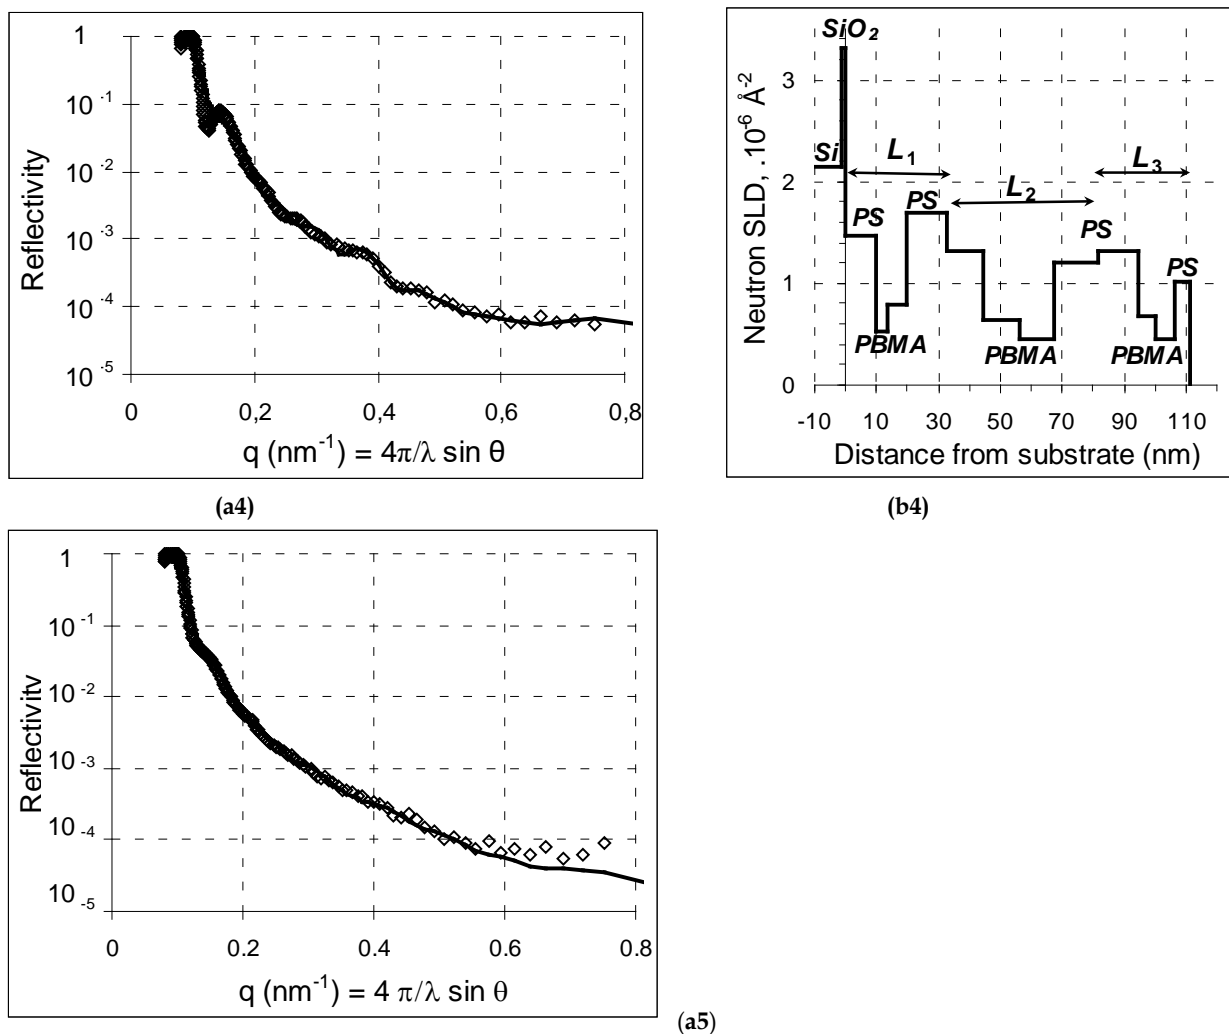 1
10⁻¹
10⁻²
10⁻³
10⁻⁴
10⁻⁵
Reflectivity
0 0,2 0,4 0,6 0,8
q (nm⁻¹) = 4π/λ sin θ
(a4)
SiO₂
Si
L₁
L₂
L₃
PS
PS
PS
PS
PBMA
PBMA
PBMA
3
2
1
0
Neutron SLD, .10⁻⁶ Å⁻²
-10 10 30 50 70 90 110
Distance from substrate (nm)
(b4)
1
10⁻¹
10⁻²
10⁻³
10⁻⁴
10⁻⁵
Reflectivity
0 0.2 0.4 0.6 0.8
q (nm⁻¹) = 4 π/λ sin θ
(a5)